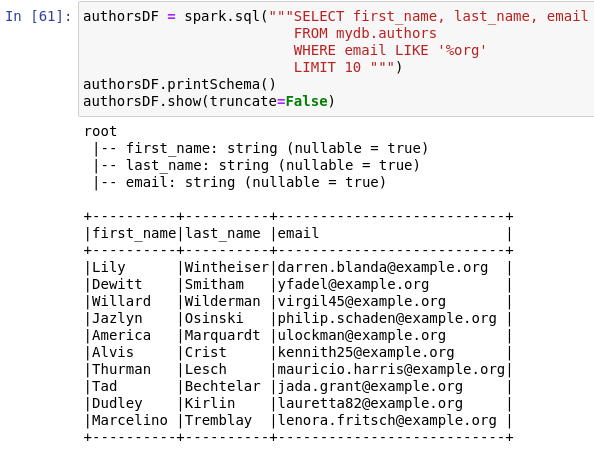 In [61]: authorsDF = spark.sql("""SELECT first_name, last_name, email
FROM mydb.authors
WHERE email LIKE '%org'
LIMIT 10 """)
authorsDF.printSchema()
authorsDF.show(truncate=False)
root
 |-- first_name: string (nullable = true)
 |-- last_name: string (nullable = true)
 |-- email: string (nullable = true)
+----------+----------+---------------------------+
|first_name|last_name |email                      |
+----------+----------+---------------------------+
|Lily      |Wintheiser|darren.blanda@example.org  |
|Dewitt    |Smitham   |yfadel@example.org         |
|Willard   |Wilderman |virgil45@example.org       |
|Jazlyn    |Osinski   |philip.schaden@example.org |
|America   |Marquardt |ulockman@example.org       |
|Alvis     |Crist     |kennith25@example.org      |
|Thurman   |Lesch     |mauricio.harris@example.org|
|Tad       |Bechtelar |jada.grant@example.org     |
|Dudley    |Kirlin    |lauretta82@example.org     |
|Marcelino |Tremblay  |lenora.fritsch@example.org |
+----------+----------+---------------------------+